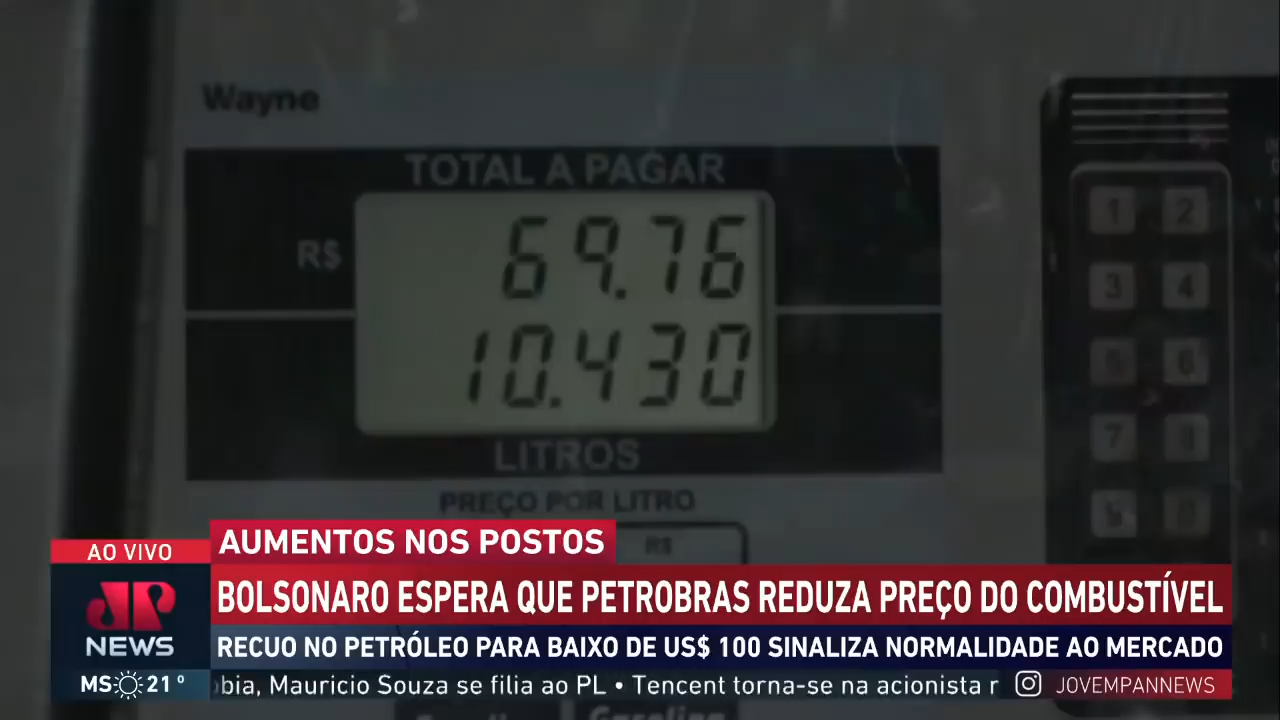 Wayne
TOTAL A PAGAR
R$ 69.76
10.430
LITROS
PREÇO POR LITRO
R$
1 2
3 4
5 6
7 8
9
AUMENTOS NOS POSTOS
AO VIVO
BOLSONARO ESPERA QUE PETROBRAS REDUZA PREÇO DO COMBUSTÍVEL
JP
NEWS
RECUO NO PETRÓLEO PARA BAIXO DE US$ 100 SINALIZA NORMALIDADE AO MERCADO
MS 21 º bia, Mauricio Souza se filia ao PL • Tencent torna-se na acionista r JOVEMPANNEWS